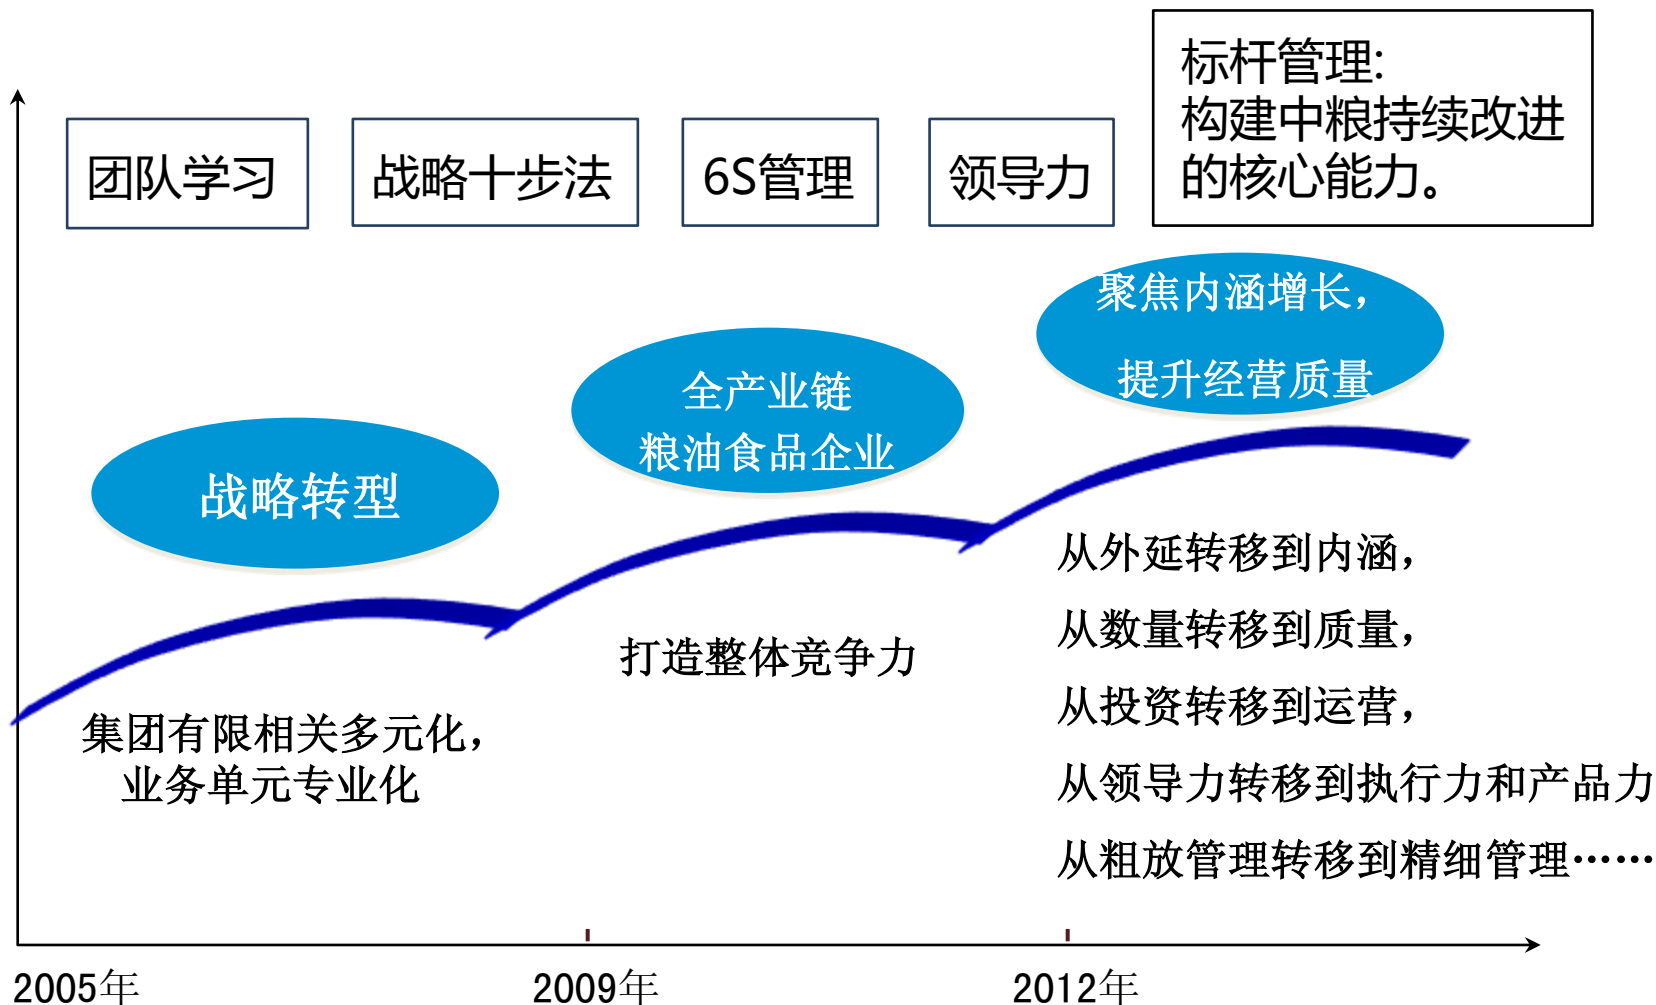 标杆管理:
构建中粮持续改进
的核心能力。
团队学习
战略十步法
6S管理
领导力
聚焦内涵增长，
提升经营质量
全产业链
粮油食品企业
战略转型
从外延转移到内涵，
从数量转移到质量，
从投资转移到运营，
从领导力转移到执行力和产品力
从粗放管理转移到精细管理……
打造整体竞争力
集团有限相关多元化，
业务单元专业化
2005年
2009年
2012年